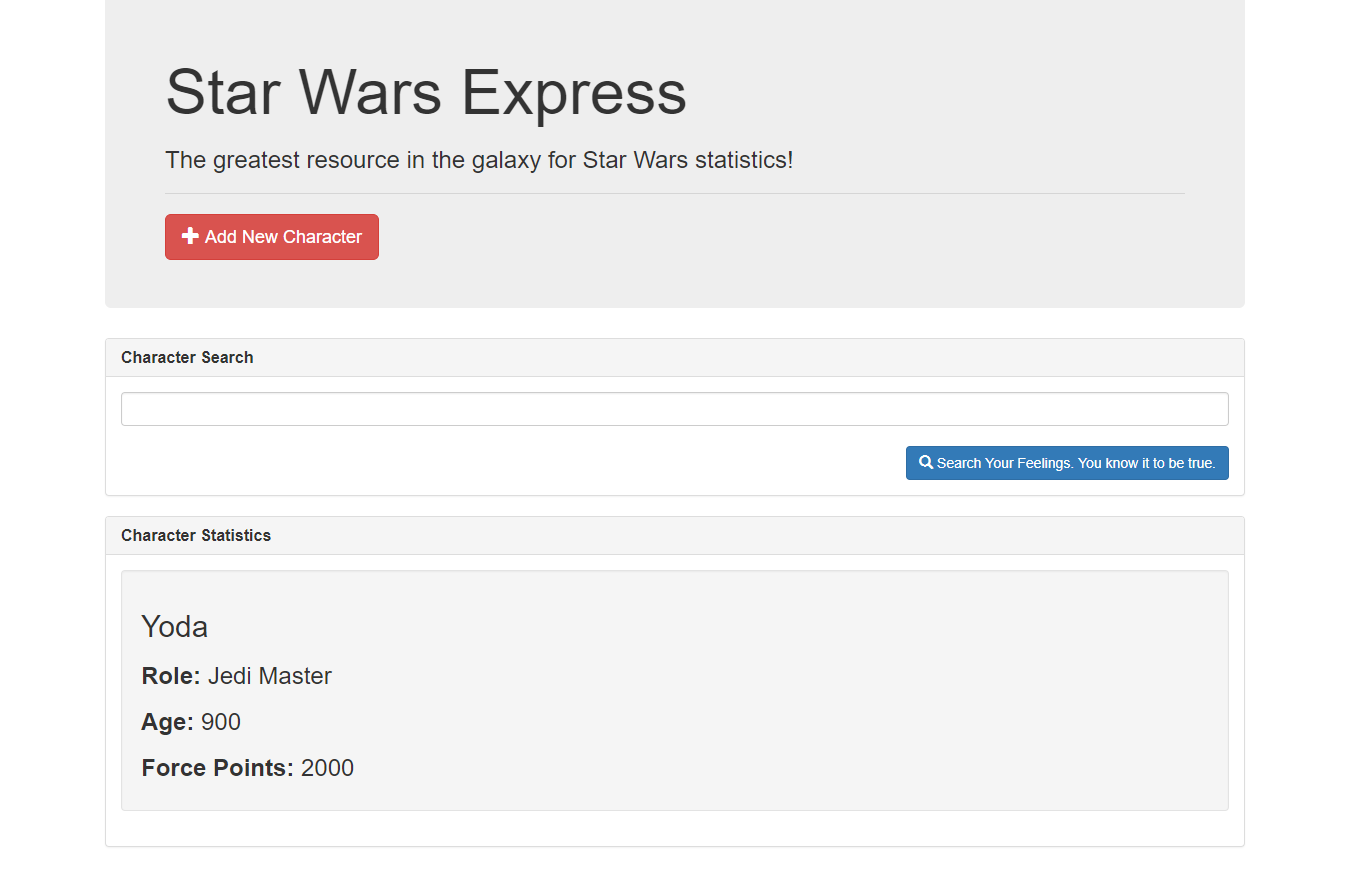 Star Wars Express
The greatest resource in the galaxy for Star Wars statistics!
Add New Character
Character Search
Search Your Feelings. You know it to be true.
Character Statistics
Yoda
Role: Jedi Master
Age: 900
Force Points: 2000